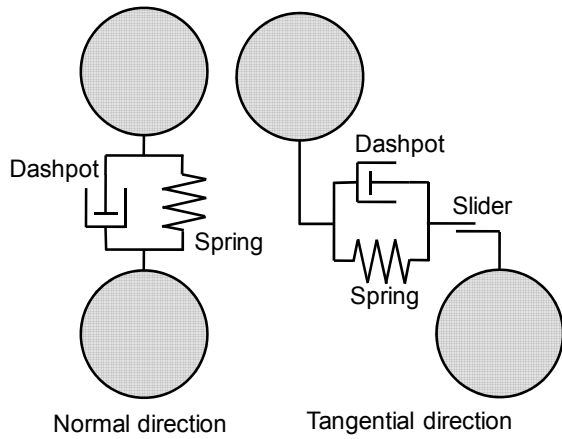 Dashpot
Spring
Normal direction
Dashpot
Slider
Spring
Tangential direction